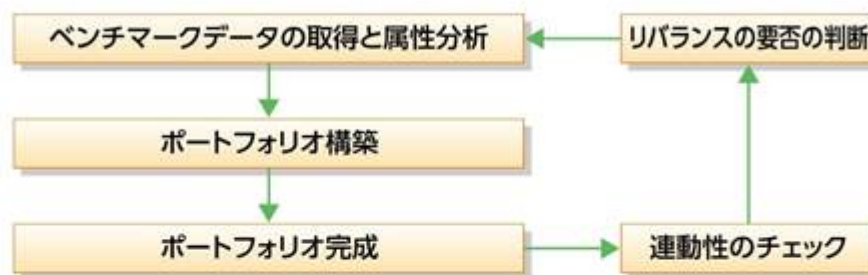 ベンチマークデータの取得と属性分析
リバランスの要否の判断
ポートフォリオ構築
ポートフォリオ完成
連動性のチェック